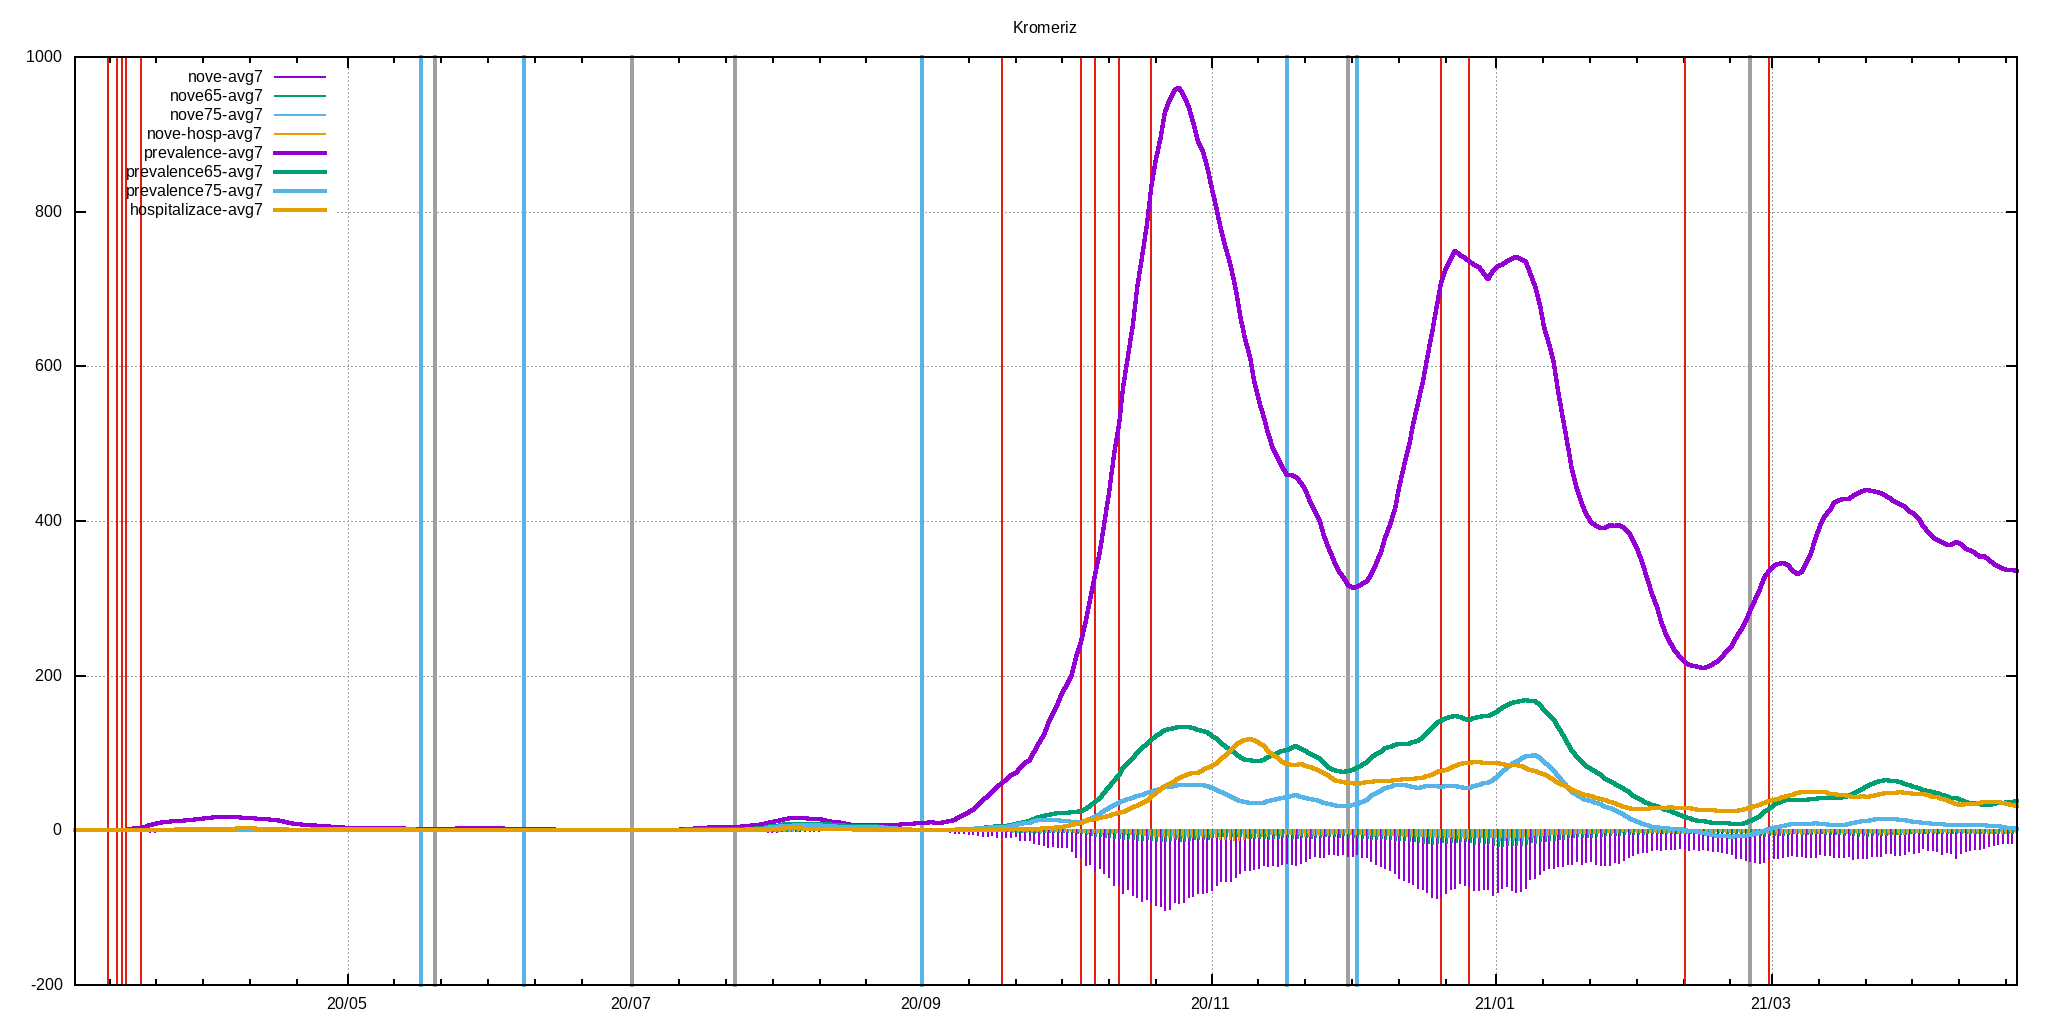 Kromeriz
1000
800
600
400
200
0
-200
nove-avg7
nove65-avg7
nove75-avg7
nove-hosp-avg7
prevalence-avg7
prevalence65-avg7
prevalence75-avg7
hospitalizace-avg7
20/05
20/07
20/09
20/11
21/01
21/03